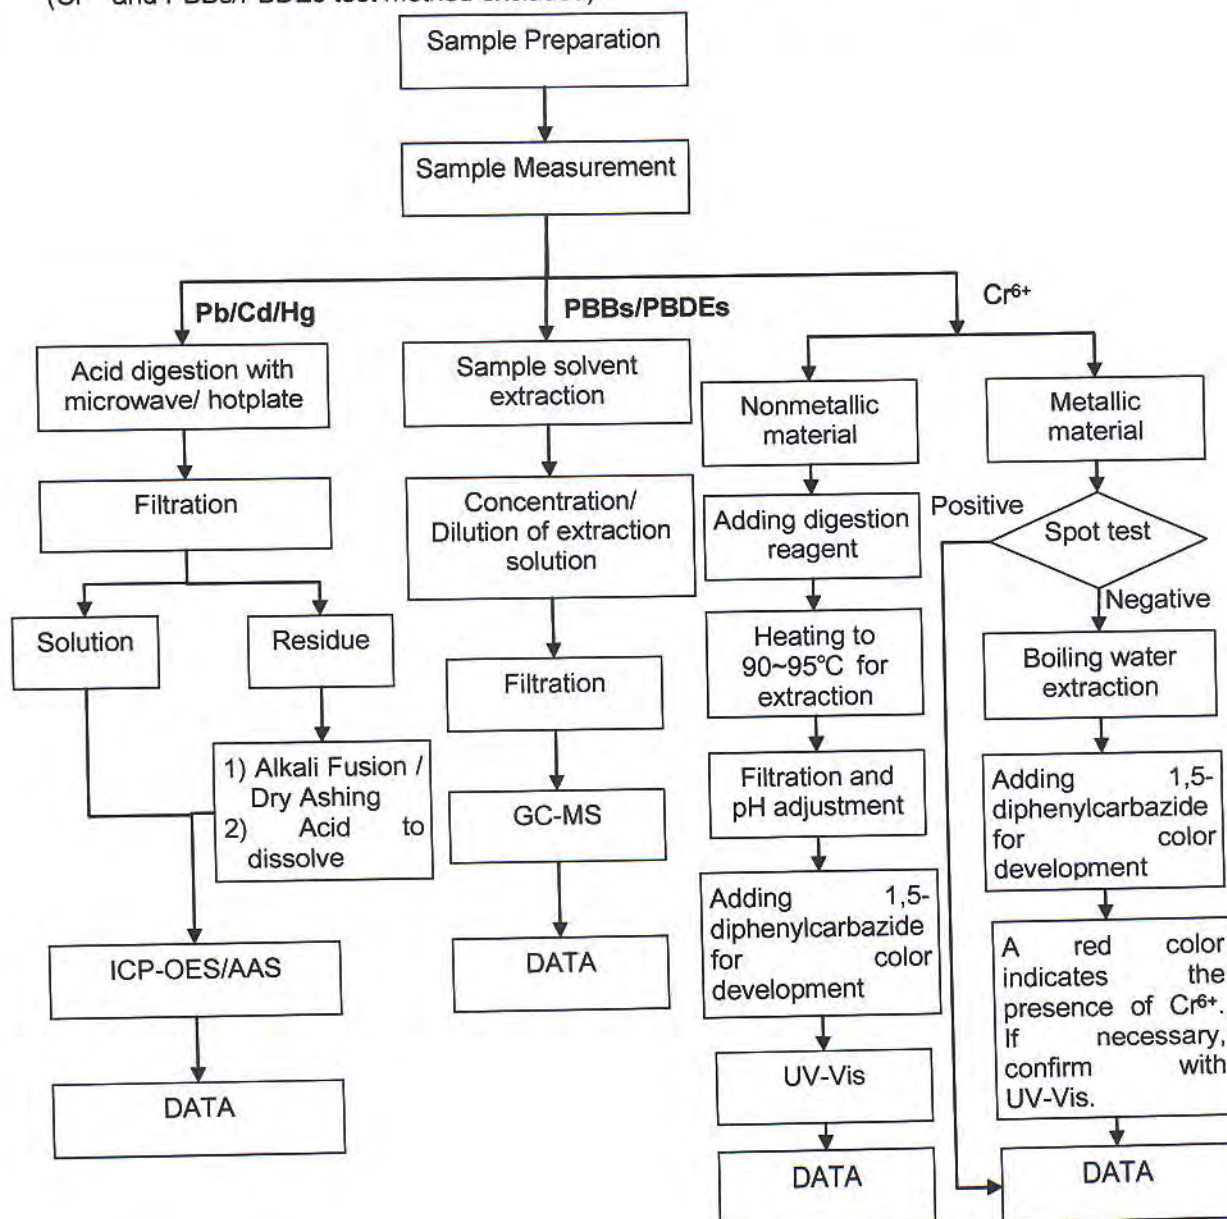 Sample Preparation
Sample Measurement
Pb/Cd/Hg
PBBs/PBDEs
Cr⁶⁺
Acid digestion with
microwave/ hotplate
Filtration
Solution
Residue
1) Alkali Fusion /
Dry Ashing
2) Acid to
dissolve
ICP-OES/AAS
DATA
Sample solvent
extraction
Concentration/
Dilution of extraction
solution
Filtration
GC-MS
DATA
Nonmetallic
material
Adding digestion
reagent
Heating to
90~95℃ for
extraction
Filtration and
pH adjustment
Adding 1,5-
diphenylcarbazide
for color
development
UV-Vis
DATA
Metallic
material
Positive
Spot test
Negative
Boiling water
extraction
Adding 1,5-
diphenylcarbazide
for color
development
A red color
indicates the
presence of Cr⁶⁺.
If necessary,
confirm with
UV-Vis.
DATA